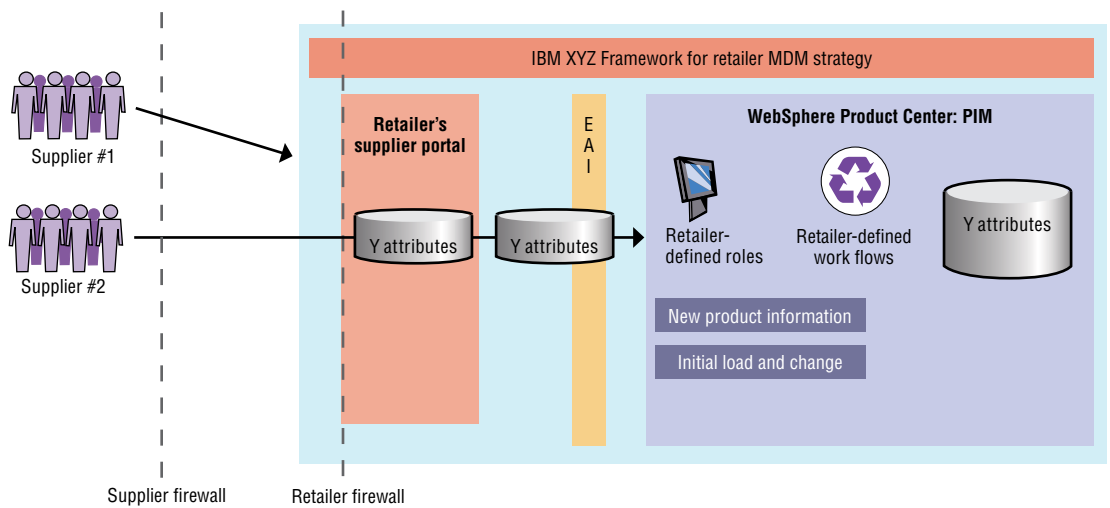 IBM XYZ Framework for retailer MDM strategy
Supplier #1
Supplier #2
Retailer's
supplier portal
E
A
I
WebSphere Product Center: PIM
Y attributes
Y attributes
Retailer-
defined roles
Retailer-defined
work flows
Y attributes
New product information
Initial load and change
Supplier firewall
Retailer firewall